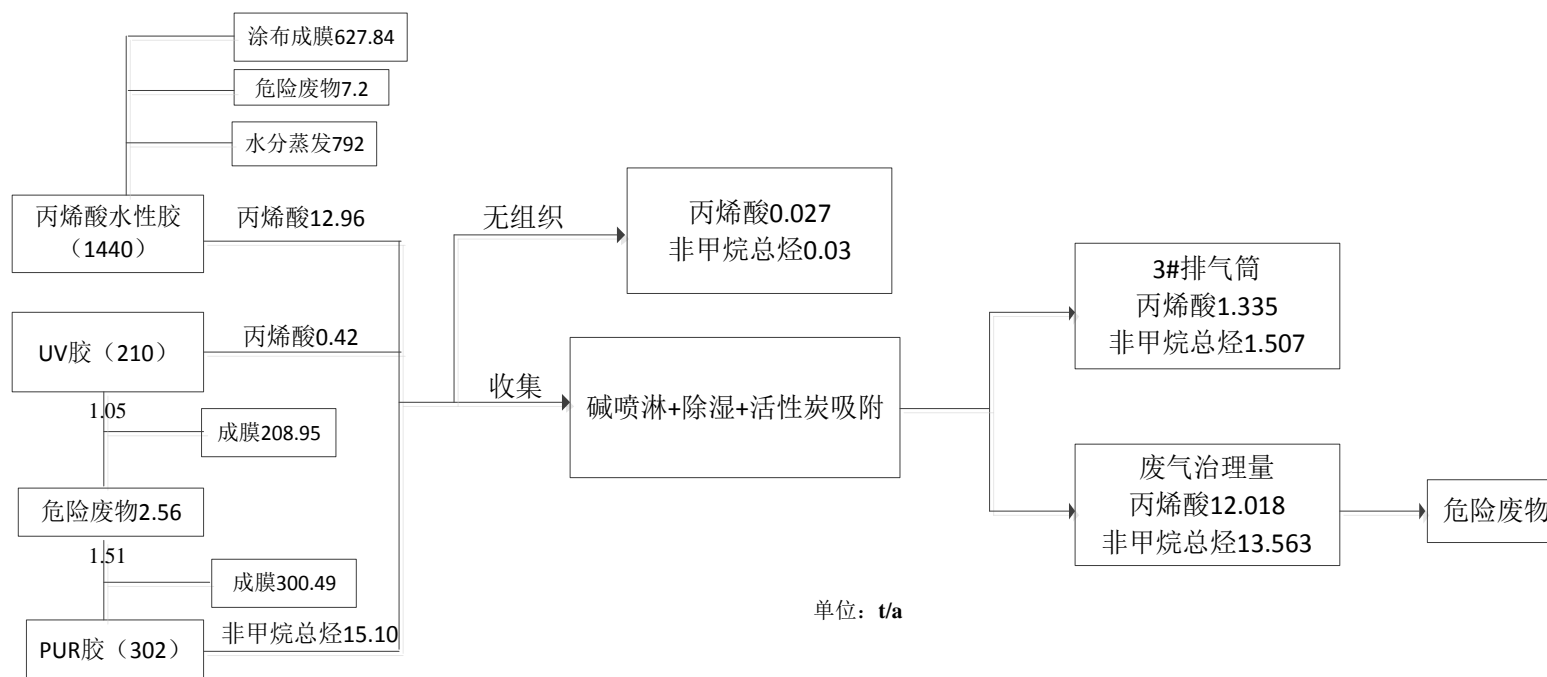 涂布成膜627.84
危险废物7.2
水分蒸发792
丙烯酸水性胶
（1440）
丙烯酸12.96
UV胶（210）
丙烯酸0.42
1.05
成膜208.95
危险废物2.56
1.51
成膜300.49
PUR胶（302）
非甲烷总烃15.10
无组织
丙烯酸0.027
非甲烷总烃0.03
收集
碱喷淋+除湿+活性炭吸附
3#排气筒
丙烯酸1.335
非甲烷总烃1.507
废气治理量
丙烯酸12.018
非甲烷总烃13.563
危险废物
单位：t/a